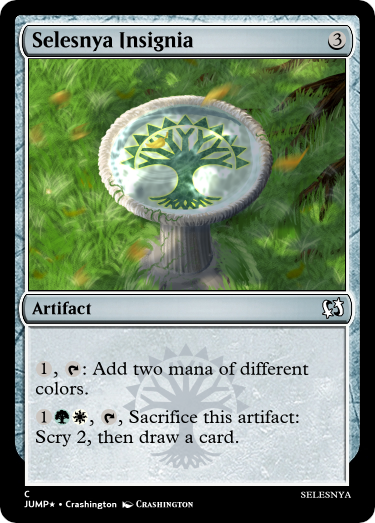 Selesnya Insignia 3
Artifact
1, : Add two mana of different
colors.
1 , , Sacrifice this artifact:
Scry 2, then draw a card.
C
JUMP★ • Crashington CRASHINGTON
SELESNYA